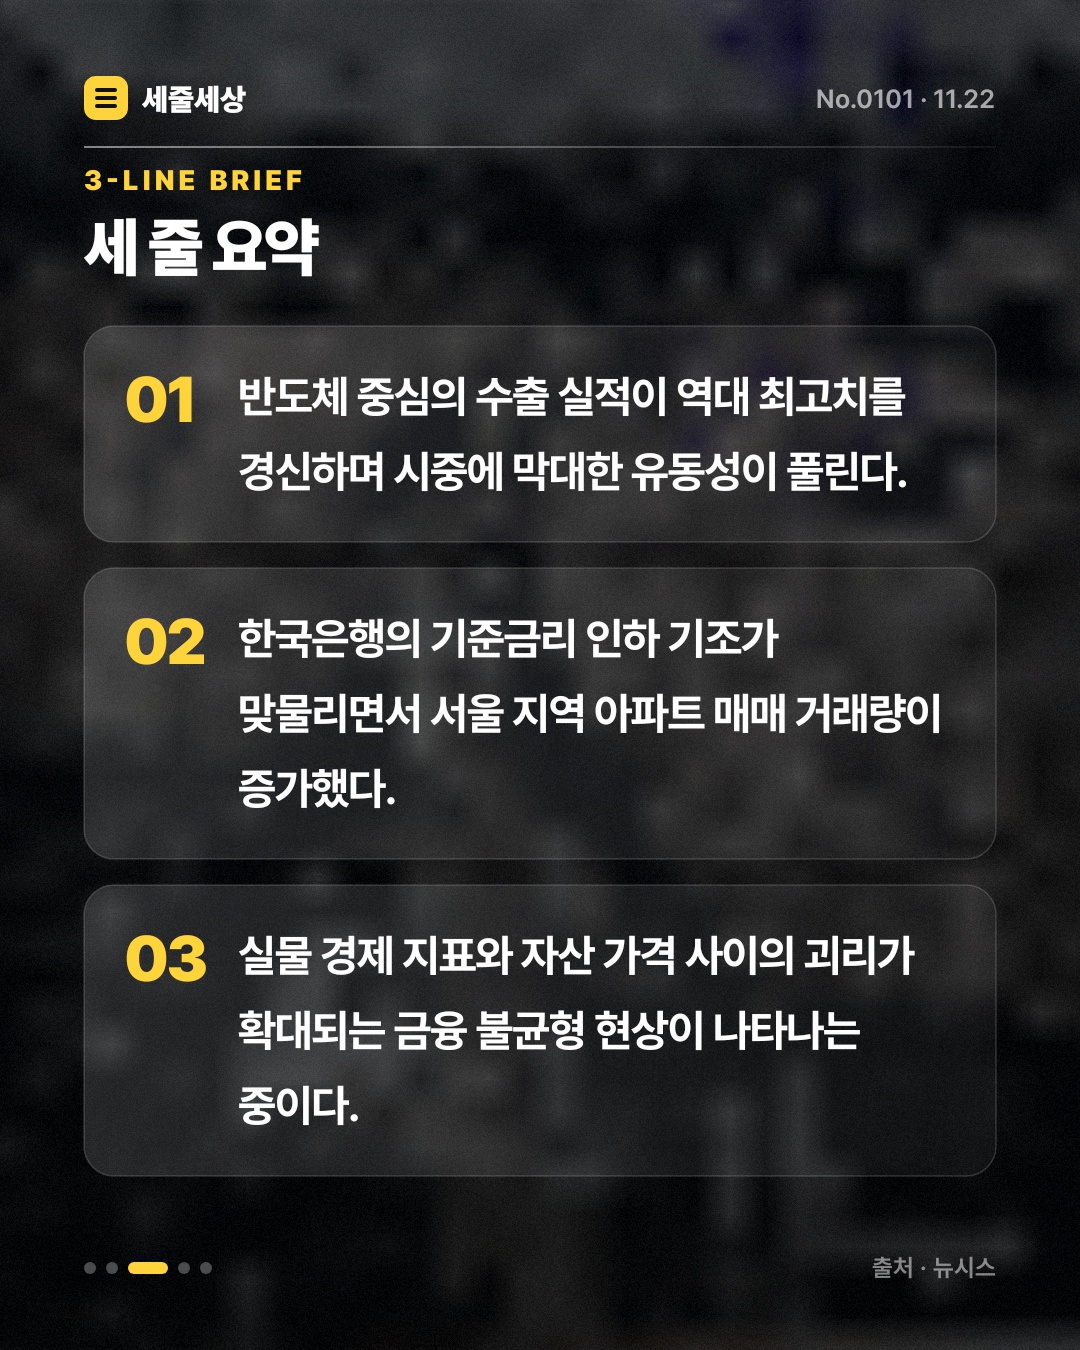 세줄세상
No.0101 · 11.22
3-LINE BRIEF
세 줄 요약
01
반도체 중심의 수출 실적이 역대 최고치를
경신하며 시중에 막대한 유동성이 풀린다.
02
한국은행의 기준금리 인하 기조가
맞물리면서 서울 지역 아파트 매매 거래량이
증가했다.
03
실물 경제 지표와 자산 가격 사이의 괴리가
확대되는 금융 불균형 현상이 나타나는
중이다.
출처 · 뉴시스